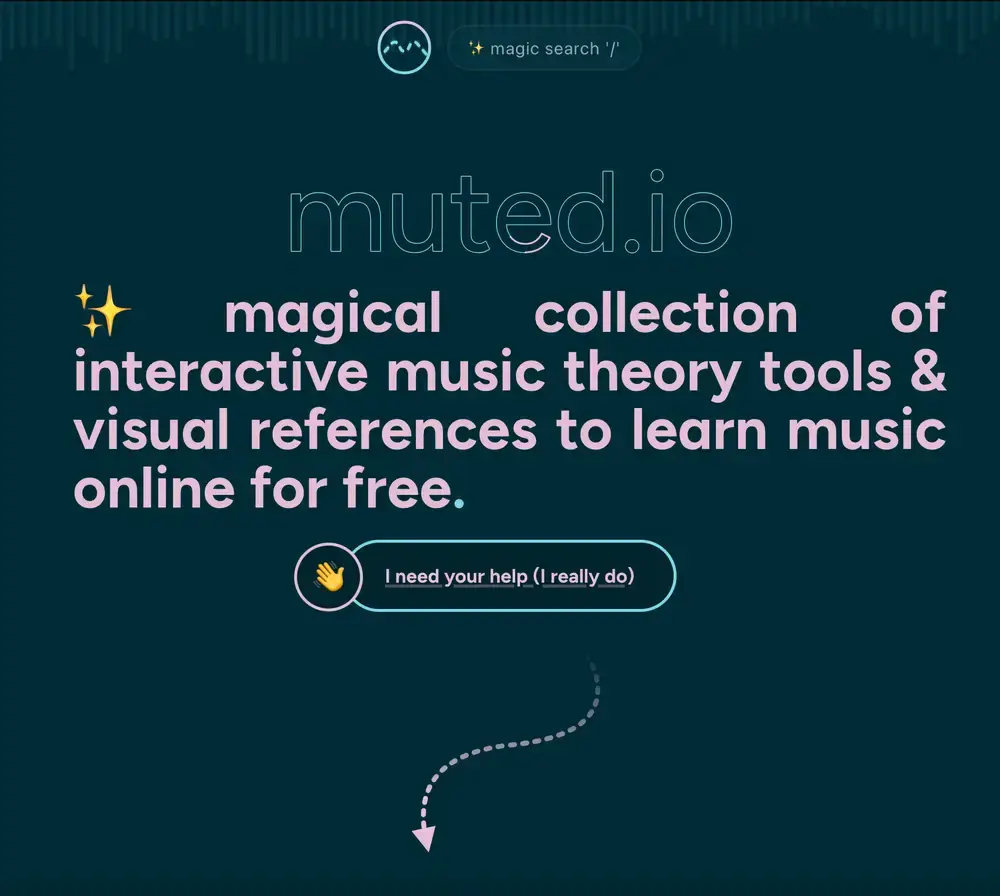 ✨ magic search '/'
muted.io
✨ magical collection of
interactive music theory tools &
visual references to learn music
online for free.
👋 I need your help (I really do)